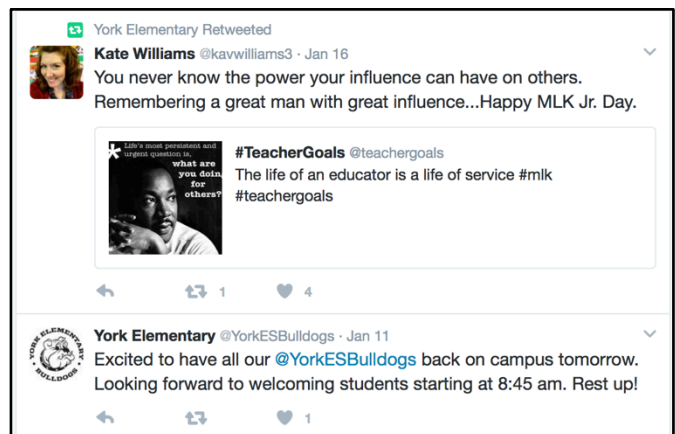 York Elementary Retweeted
Kate Williams @kavwilliams3 · Jan 16
You never know the power your influence can have on others.
Remembering a great man with great influence...Happy MLK Jr. Day.
Life's most persistent and
urgent question is,
what are
you doin
for
others?
#TeacherGoals @teachergoals
The life of an educator is a life of service #mlk
#teachergoals
1 4
YORK ELEMENTARY
BULLDOGS
York Elementary @YorkESBulldogs · Jan 11
Excited to have all our @YorkESBulldogs back on campus tomorrow.
Looking forward to welcoming students starting at 8:45 am. Rest up!
1